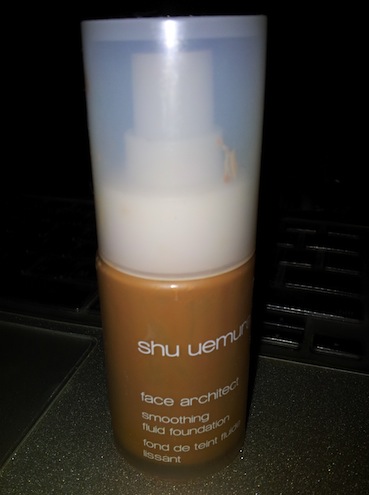 shu uemura
face architect
smoothing
fluid foundation
fond de teint fluide
lissant